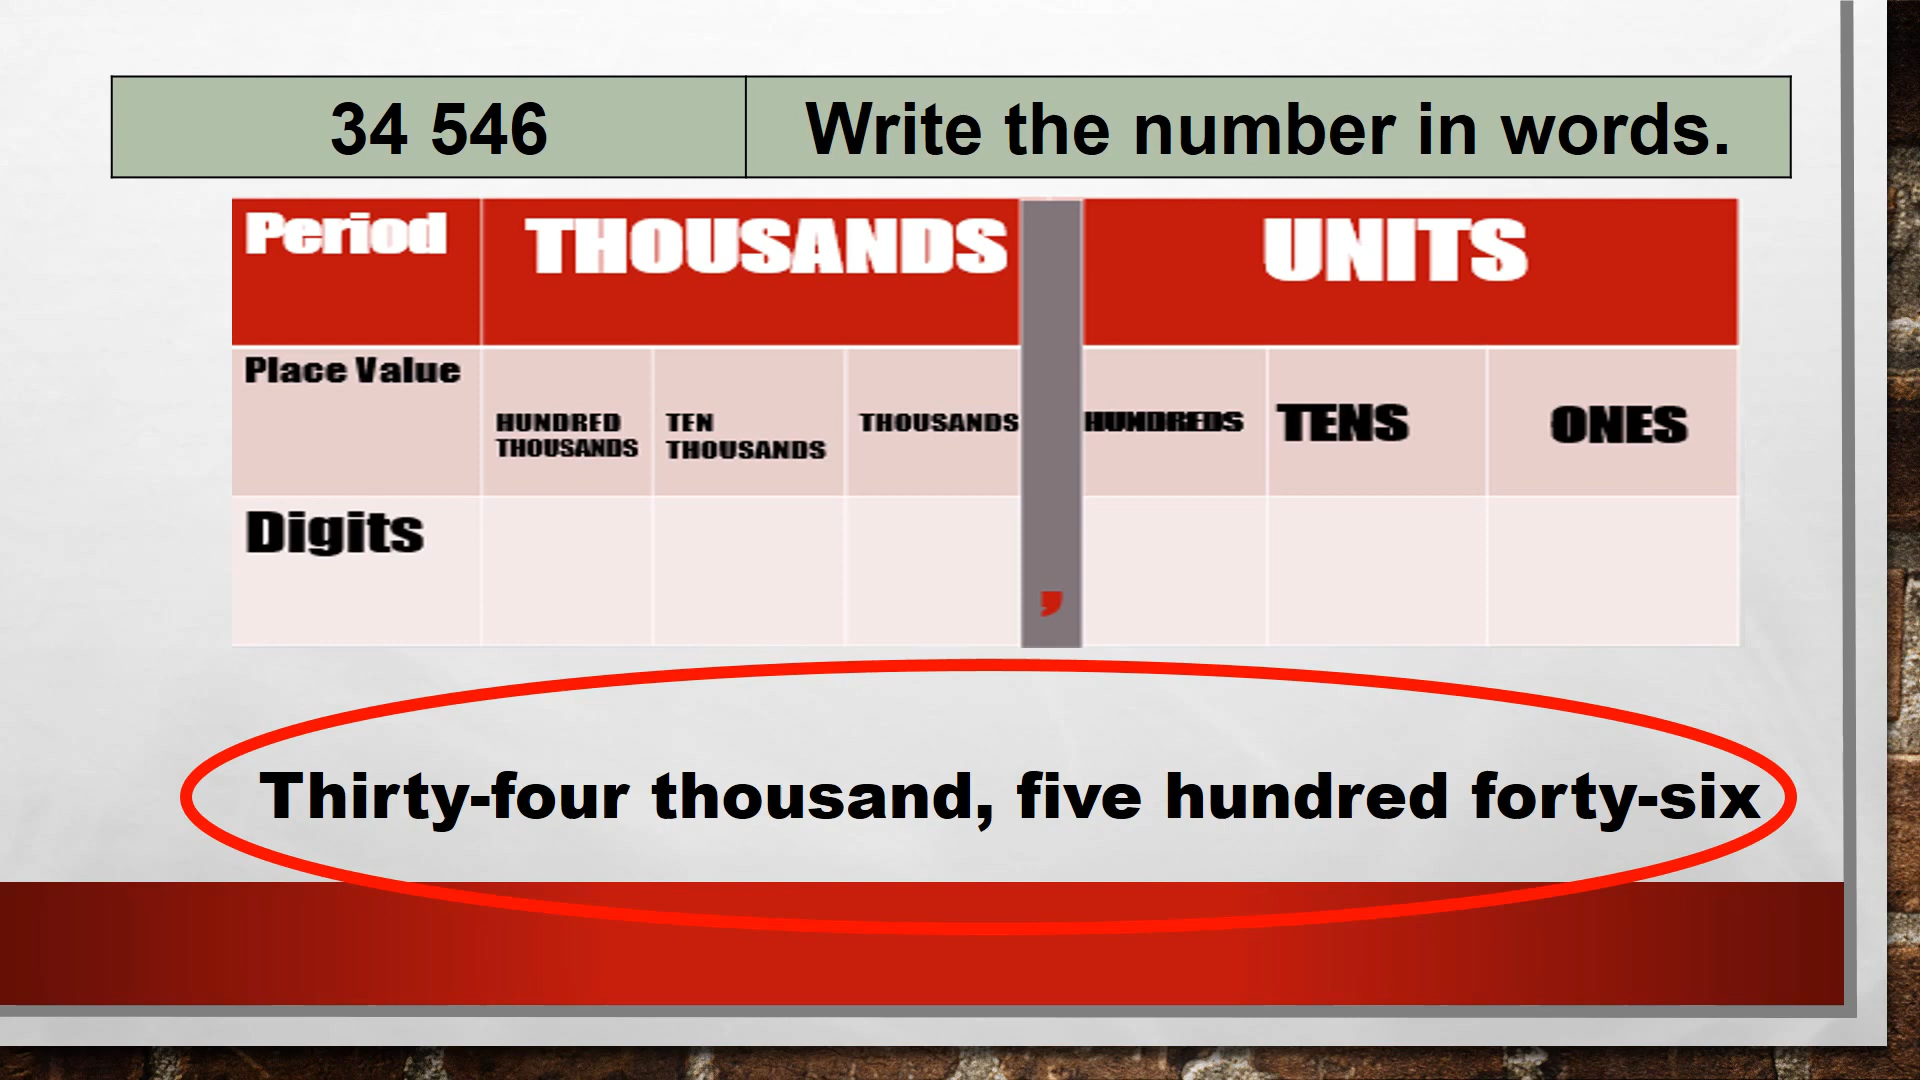 34 546 Write the number in words.
Period THOUSANDS UNITS
Place Value
HUNDRED THOUSANDS TEN THOUSANDS THOUSANDS HUNDREDS TENS ONES
Digits
,
Thirty-four thousand, five hundred forty-six